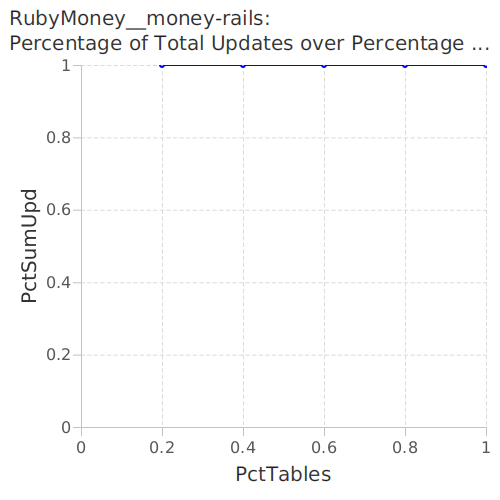 RubyMoney__money-rails:
Percentage of Total Updates over Percentage ...
1
0.8
0.6
0.4
0.2
0
PctSumUpd
0 0.2 0.4 0.6 0.8 1
PctTables